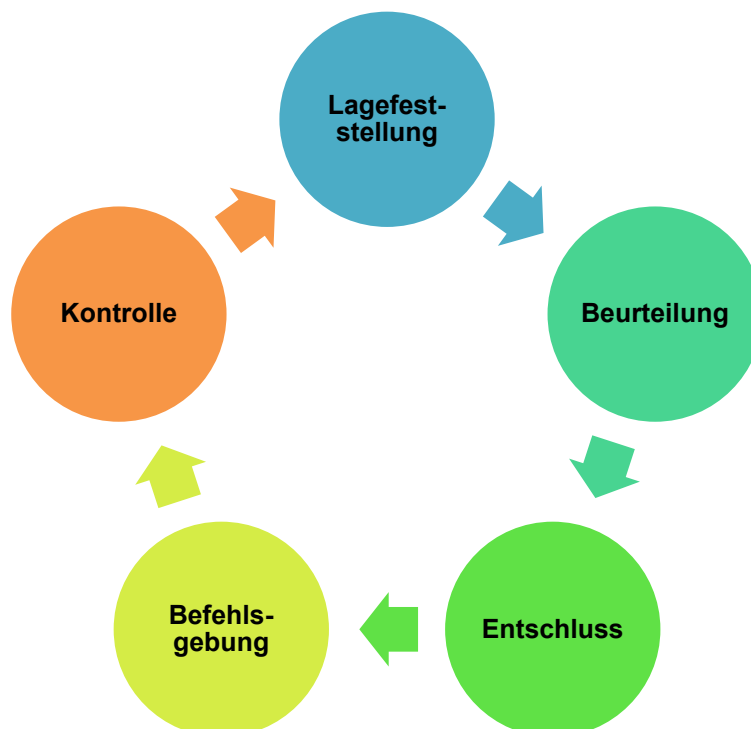 Lagefest-
stellung
Beurteilung
Entschluss
Befehls-
gebung
Kontrolle